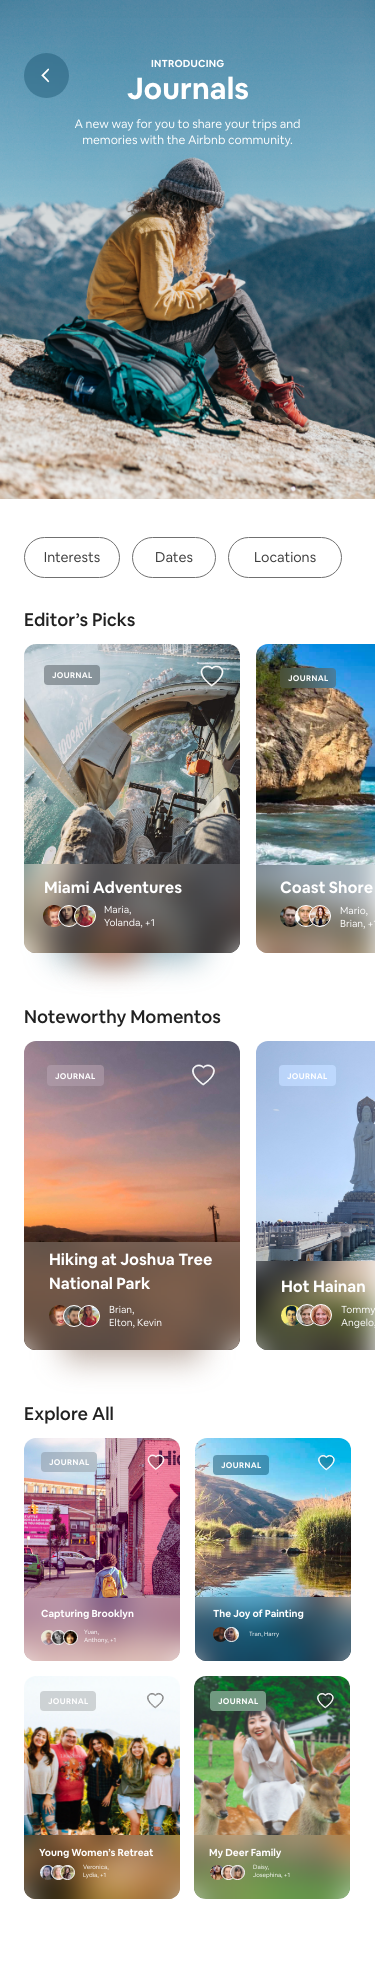 INTRODUCING
Journals
A new way for you to share your trips and
memories with the Airbnb community.
Interests
Dates
Locations
Editor’s Picks
JOURNAL
Miami Adventures
Maria,
Yolanda, +1
JOURNAL
Coast Shore
Mario,
Brian, +
Noteworthy Momentos
JOURNAL
Hiking at Joshua Tree
National Park
Brian,
Elton, Kevin
JOURNAL
Hot Hainan
Tommy
Angelo
Explore All
JOURNAL
Hic
Capturing Brooklyn
Yuan,
Anthony, +1
JOURNAL
The Joy of Painting
Tran, Harry
JOURNAL
Young Women's Retreat
Veronica,
Lydia, +1
JOURNAL
My Deer Family
Daisy,
Josephina, +1